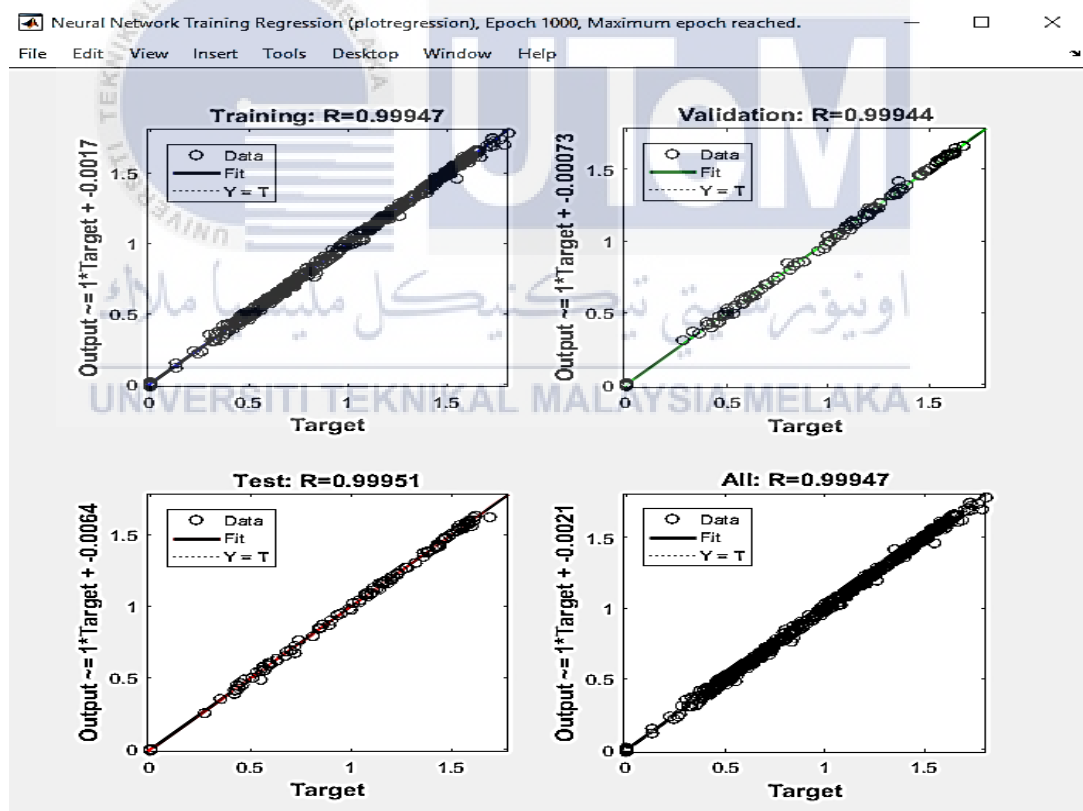 Neural Network Training Regression (plotregression), Epoch 1000, Maximum epoch reached.
File Edit View Insert Tools Desktop Window Help
Training: R=0.99947
Output ~= 1*Target + -0.0017
Data
Fit
Y = T
1.5
1
0.5
0
0 0.5 1 1.5
Target
Validation: R=0.99944
Output ~= 1*Target + -0.00073
Data
Fit
Y = T
1.5
1
0.5
0
0 0.5 1 1.5
Target
اونيۏرسيتي تيكنيكل مليسيا ملاك
UNIVERSITI TEKNIKAL MALAYSIA MELAKA
UTeM
Test: R=0.99951
Output ~= 1*Target + -0.0064
Data
Fit
Y = T
1.5
1
0.5
0
0 0.5 1 1.5
Target
All: R=0.99947
Output ~= 1*Target + -0.0021
Data
Fit
Y = T
1.5
1
0.5
0
0 0.5 1 1.5
Target